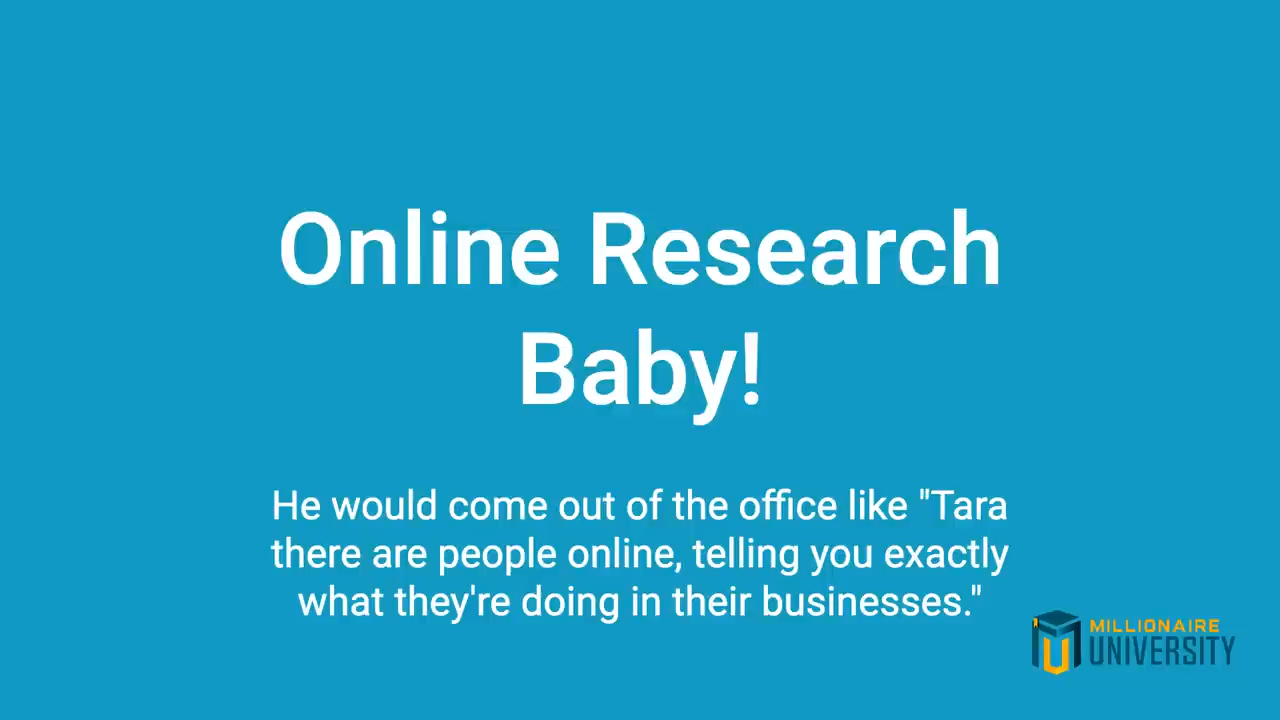 Online Research
Baby!
He would come out of the office like "Tara
there are people online, telling you exactly
what they're doing in their businesses."
MILLIONAIRE
UNIVERSITY